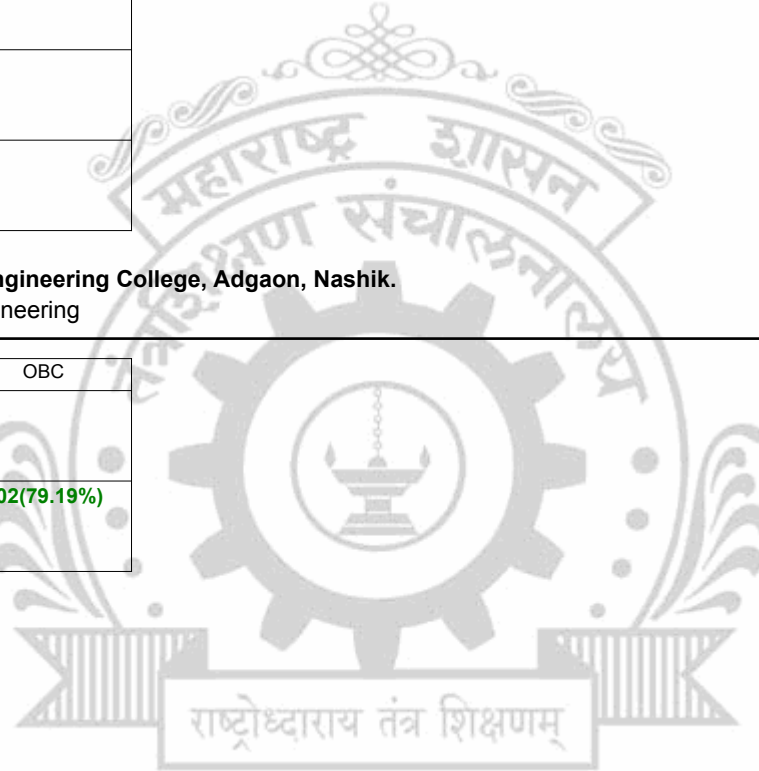 महाराष्ट्र शासन
तंत्रशिक्षण संचालनालय
ngineering College, Adgaon, Nashik.
neering
OBC
02(79.19%)
राष्ट्रोध्दाराय तंत्र शिक्षणम्